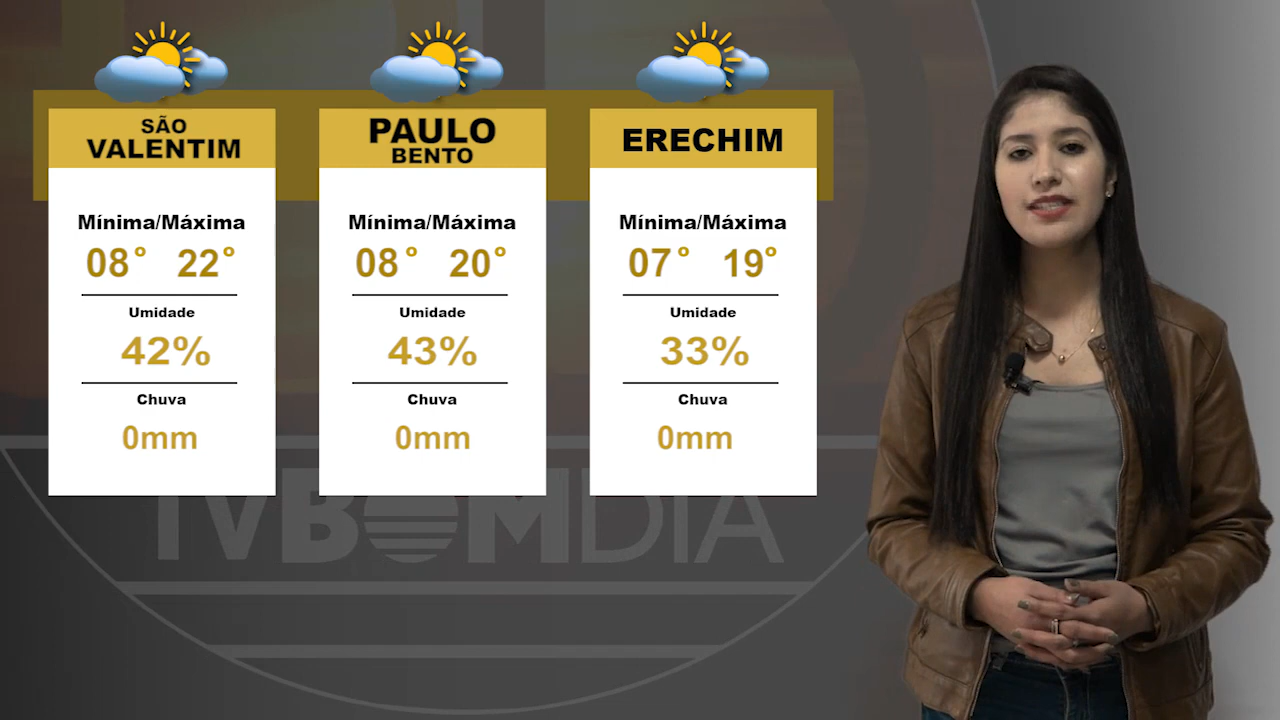 SÃO
VALENTIM
Mínima/Máxima
08° 22°
Umidade
42%
Chuva
0mm
PAULO
BENTO
Mínima/Máxima
08° 20°
Umidade
43%
Chuva
0mm
ERECHIM
Mínima/Máxima
07° 19°
Umidade
33%
Chuva
0mm
TVBOMDIA